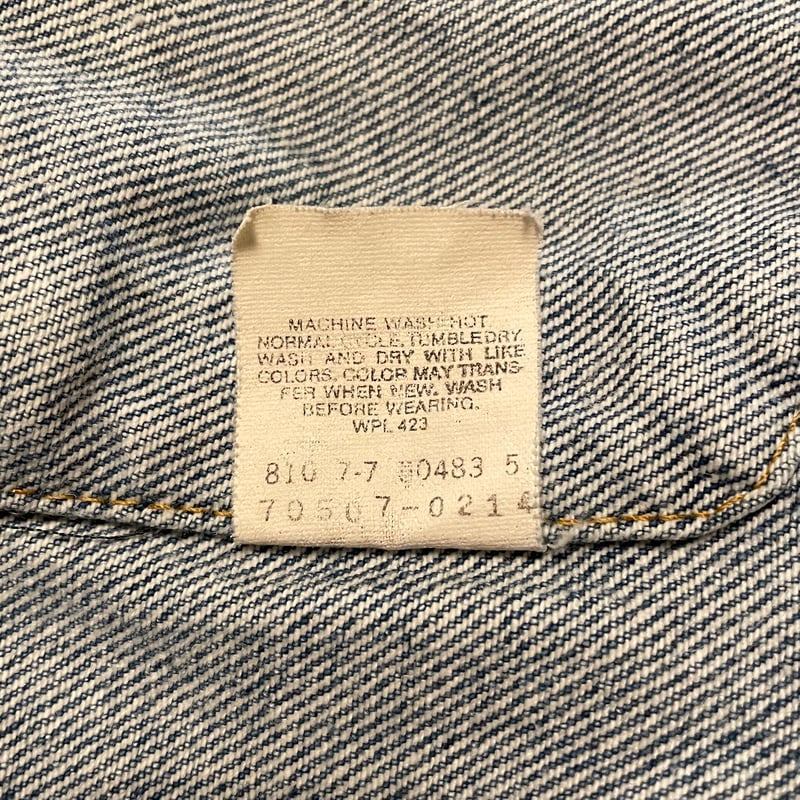 MACHINE WASH HOT
NORMAL CYCLE, TUMBLE DRY.
WASH AND DRY WITH LIKE
COLORS. COLOR MAY TRANS-
FER WHEN NEW. WASH
BEFORE WEARING.
WPL 423
810 7-7 0483 5
70507-0214